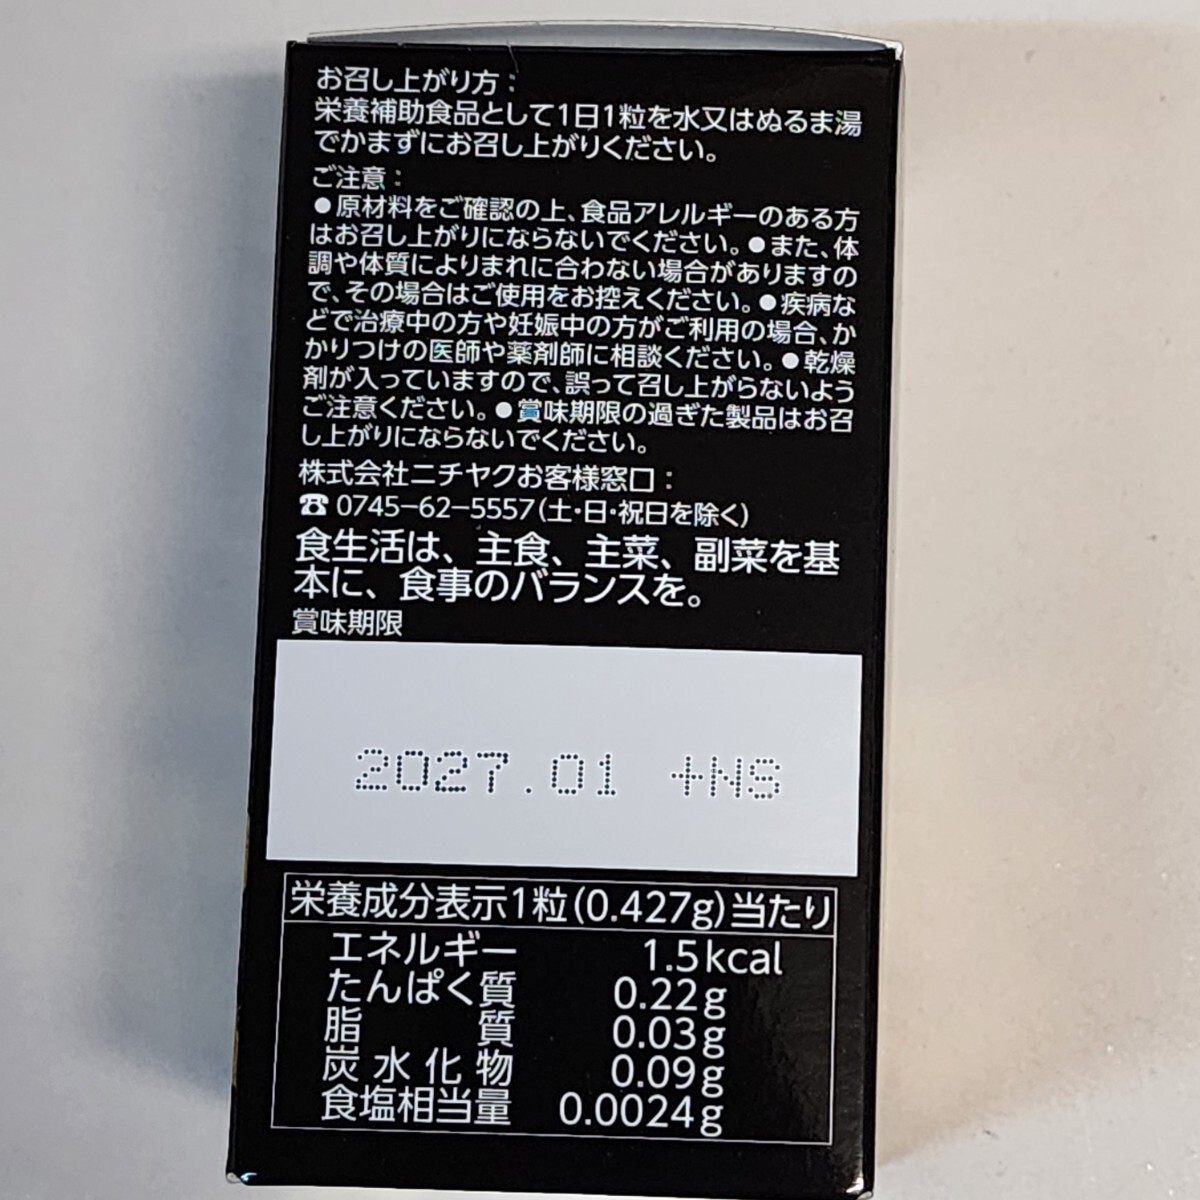 お召し上がり方：
栄養補助食品として1日1粒を水又はぬるま湯
でかまずにお召し上がりください。
ご注意：
●原材料をご確認の上、食品アレルギーのある方
はお召し上がりにならないでください。●また、体
調や体質によりまれに合わない場合がありますの
で、その場合はご使用をお控えください。●疾病な
どで治療中の方や妊娠中の方がご利用の場合、か
かりつけの医師や薬剤師に相談ください。●乾燥
剤が入っていますので、誤って召し上がらないよう
ご注意ください。●賞味期限の過ぎた製品はお召
し上がりにならないでください。
株式会社ニチヤクお客様窓口：
☎0745-62-5557(土・日・祝日を除く)
食生活は、主食、主菜、副菜を基
本に、食事のバランスを。
賞味期限
2027.01 +NS
栄養成分表示1粒(0.427g)当たり
エネルギー 1.5kcal
たんぱく質 0.22g
脂質 0.03g
炭水化物 0.09g
食塩相当量 0.0024g